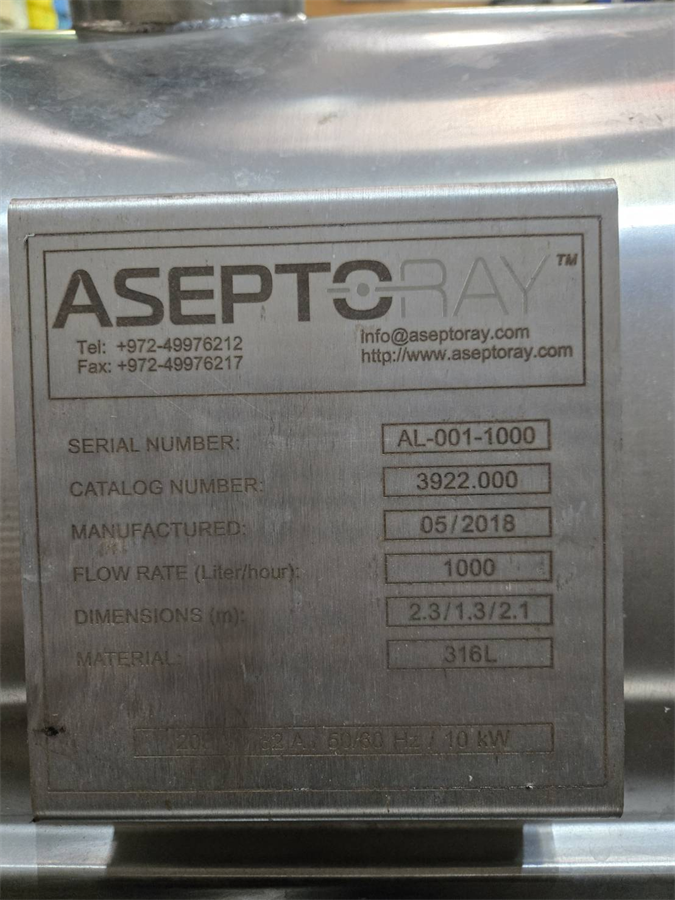 ASEPTORAY™
Tel: +972-49976212
Fax: +972-49976217
Info@aseptoray.com
http://www.aseptoray.com
SERIAL NUMBER: AL-001-1000
CATALOG NUMBER: 3922.000
MANUFACTURED: 05/2018
FLOW RATE (Liter/hour): 1000
DIMENSIONS (m): 2.3/1.3/2.1
MATERIAL: 316L
A / 50/60 Hz / 10 kW